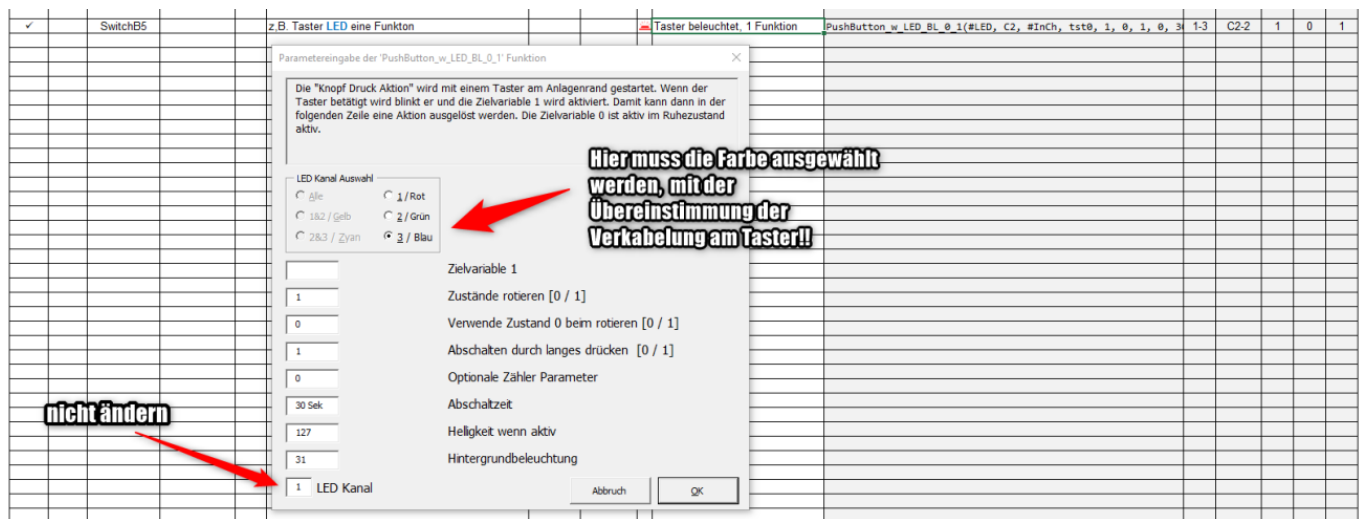 ✓ SwitchB5 z.B. Taster LED eine Funkton Taster beleuchtet, 1 Funktion PushButton_w_LED_BL_0_1(#LED, C2, #InCh, tst0, 1, 0, 1, 0, 30 1-3 C2-2 1 0 1
Parametereingabe der 'PushButton_w_LED_BL_0_1' Funktion
Die "Knopf Druck Aktion" wird mit einem Taster am Anlagenrand gestartet. Wenn der
Taster betätigt wird blinkt er und die Zielvariable 1 wird aktiviert. Damit kann dann in der
folgenden Zeile eine Aktion ausgelöst werden. Die Zielvariable 0 ist aktiv im Ruhezustand
aktiv.
Hier muss die Farbe ausgewählt
werden, mit der
Übereinstimmung der
Verkabelung am Taster!!
LED Kanal Auswahl
Alle 1 / Rot
1&2 / Gelb 2 / Grün
2&3 / Zyan 3 / Blau
Zielvariable 1
1 Zustände rotieren [0 / 1]
0 Verwende Zustand 0 beim rotieren [0 / 1]
1 Abschalten durch langes drücken [0 / 1]
0 Optionale Zähler Parameter
30 Sek Abschaltzeit
nicht ändern
127 Helligkeit wenn aktiv
31 Hintergrundbeleuchtung
1 LED Kanal Abbruch OK